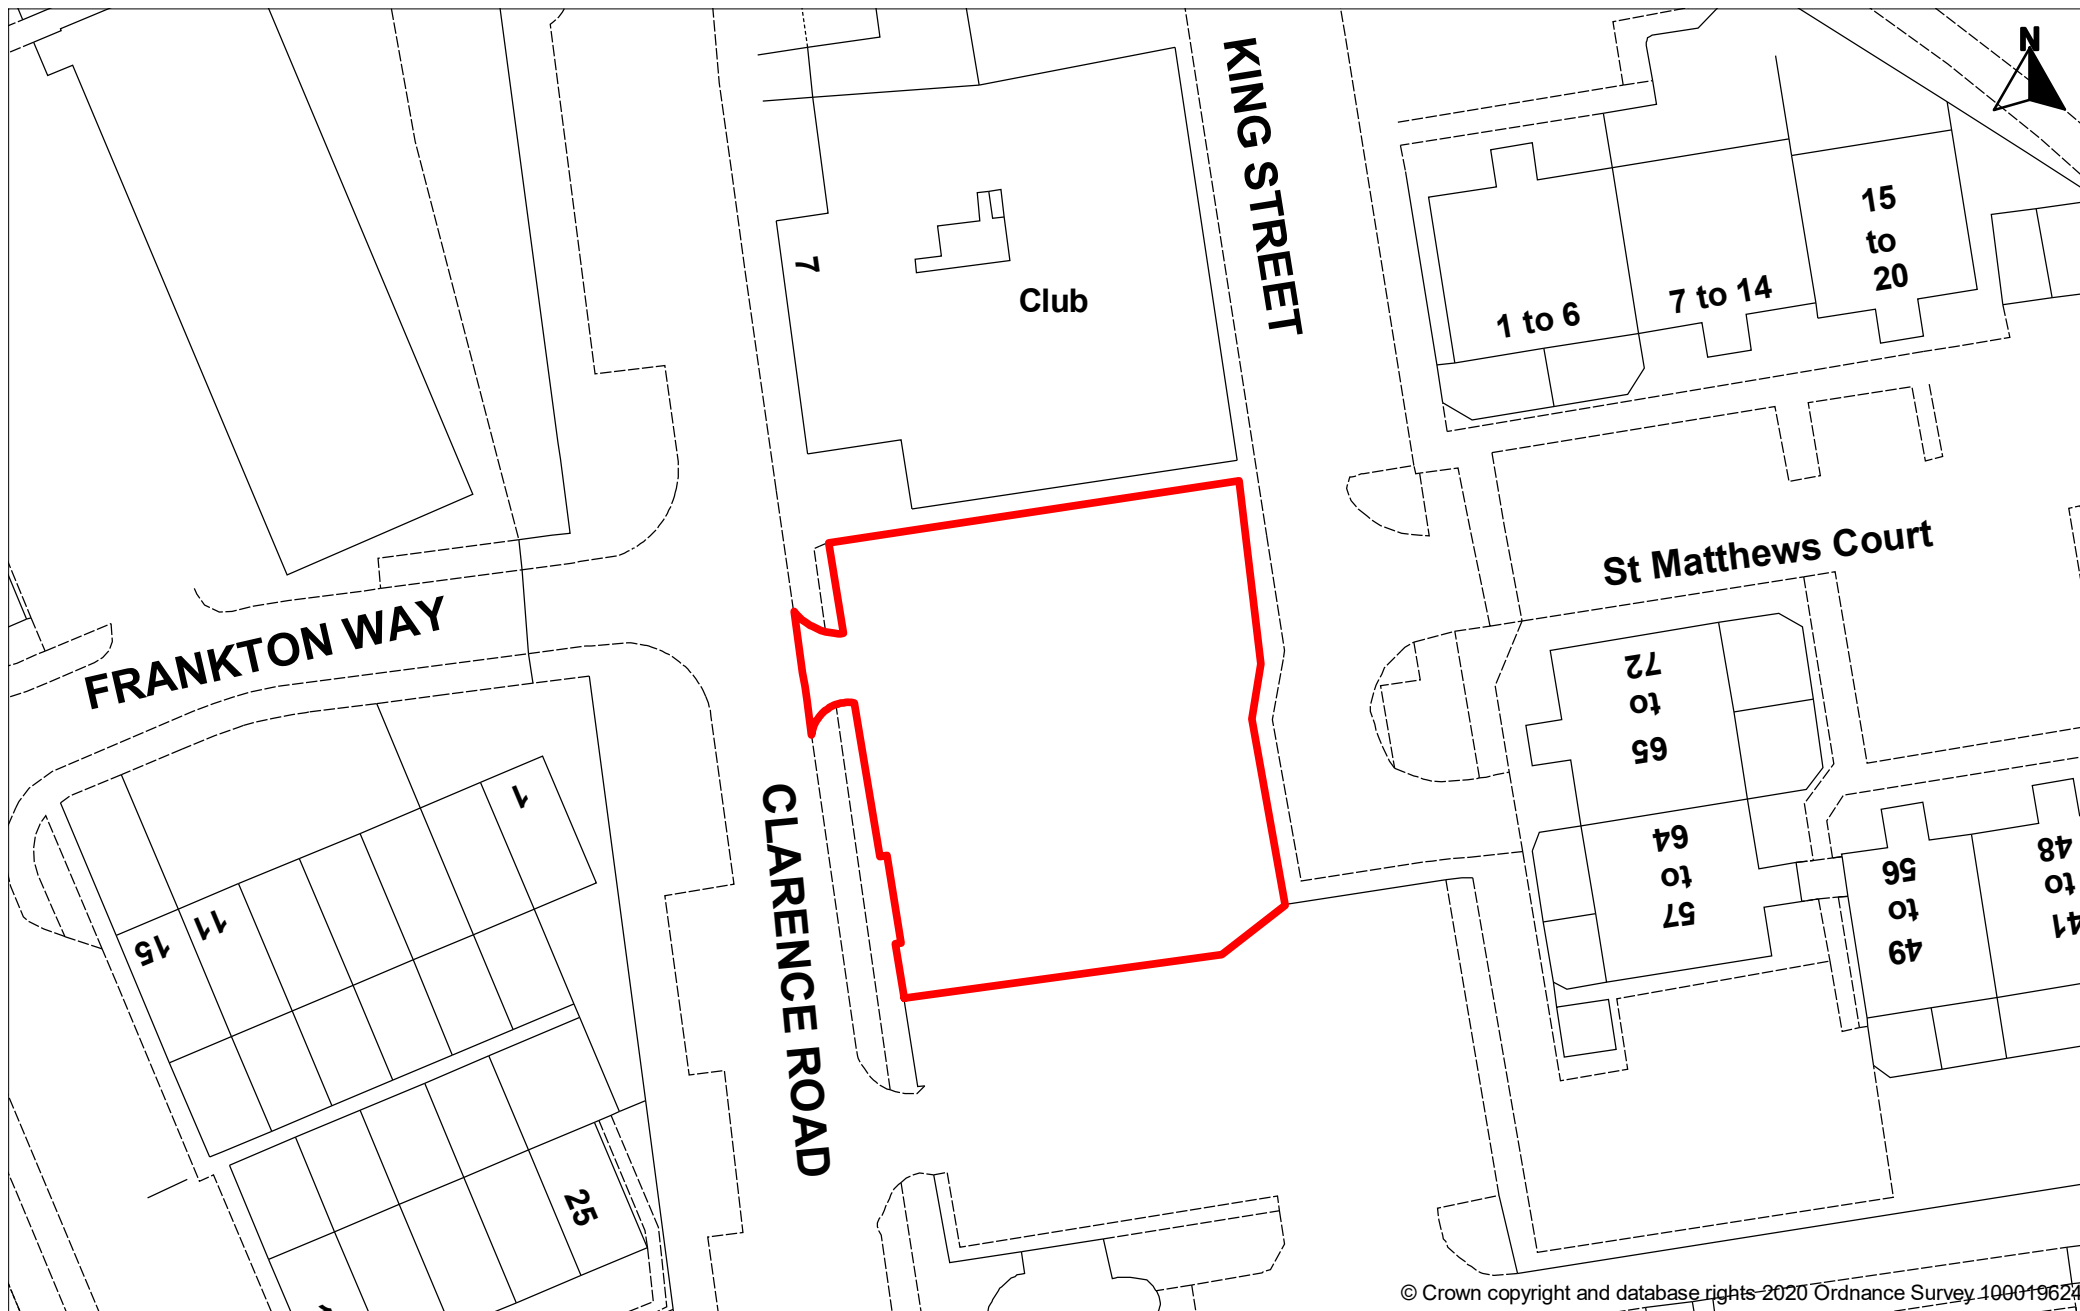 N
KING STREET
15
to
20
7
Club
7 to 14
1 to 6
St Matthews Court
FRANKTON WAY
72
to
65
1
CLARENCE ROAD
64
to
57
48
to
41
56
to
49
11
15
25
© Crown copyright and database rights 2020 Ordnance Survey 100019624